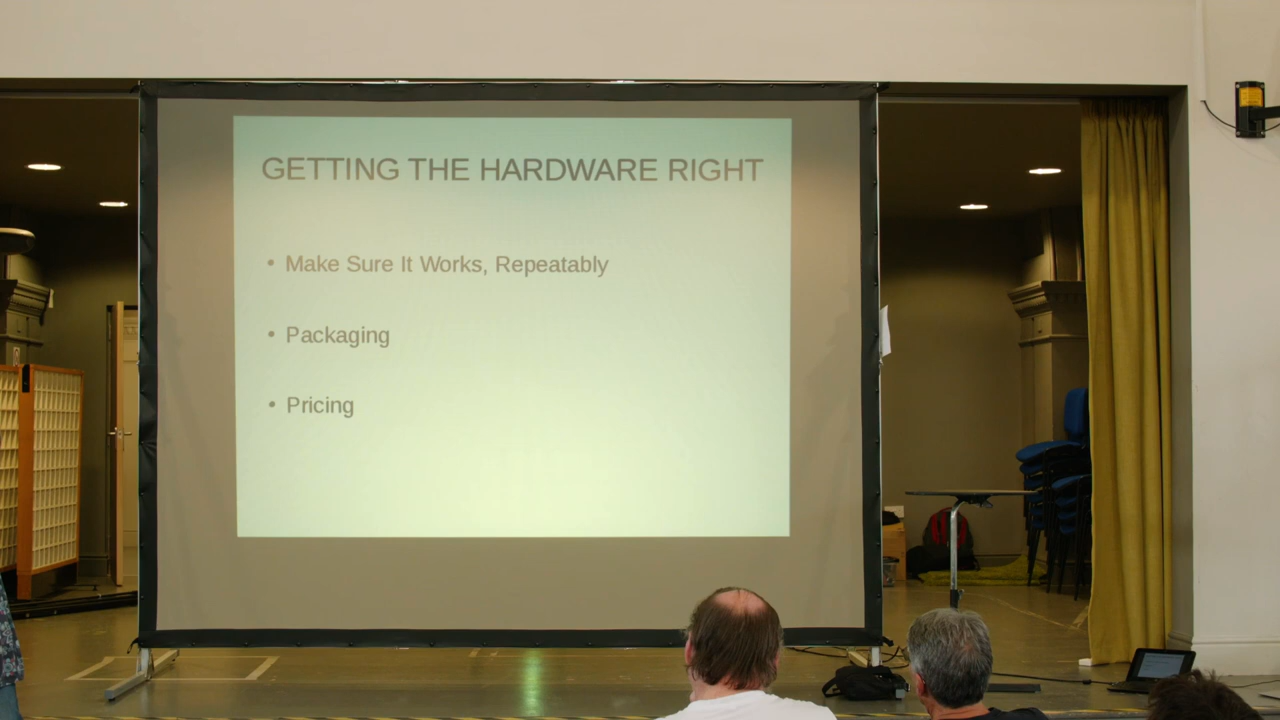 GETTING THE HARDWARE RIGHT
• Make Sure It Works, Repeatably
• Packaging
• Pricing